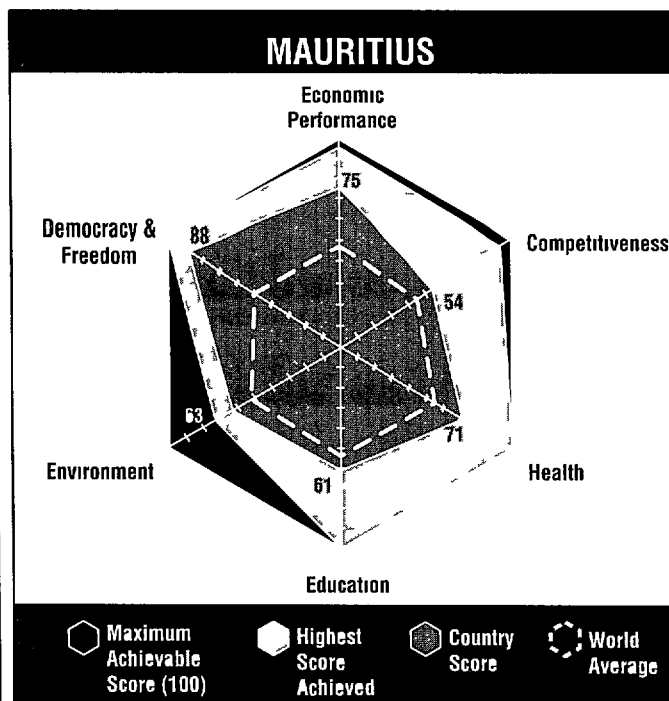 MAURITIUS
Economic
Performance
75
Democracy &
Freedom
88
Competitiveness
54
63
71
Environment
61
Health
Education
Maximum
Achievable
Score (100)
Highest
Score
Achieved
Country
Score
World
Average